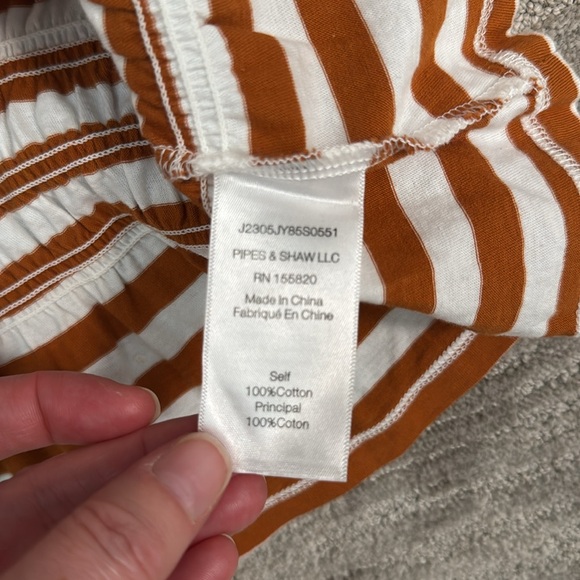 J2305JY85S0551
PIPES & SHAW LLC
RN 155820
Made in China
Fabriqué En Chine
Self
100%Cotton
Principal
100%Coton